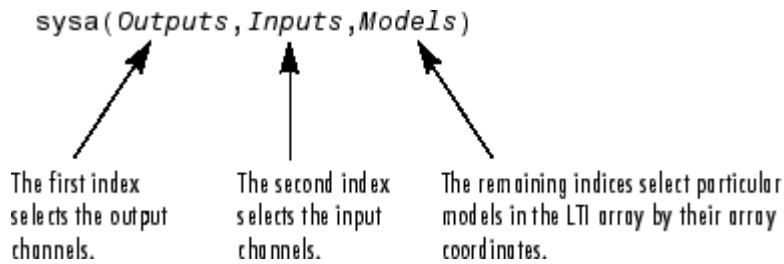 sysa(Outputs,Inputs,Models)
The first index
selects the output
channels.
The second index
selects the input
channels.
The remaining indices select particular
models in the LTI array by their array
coordinates.